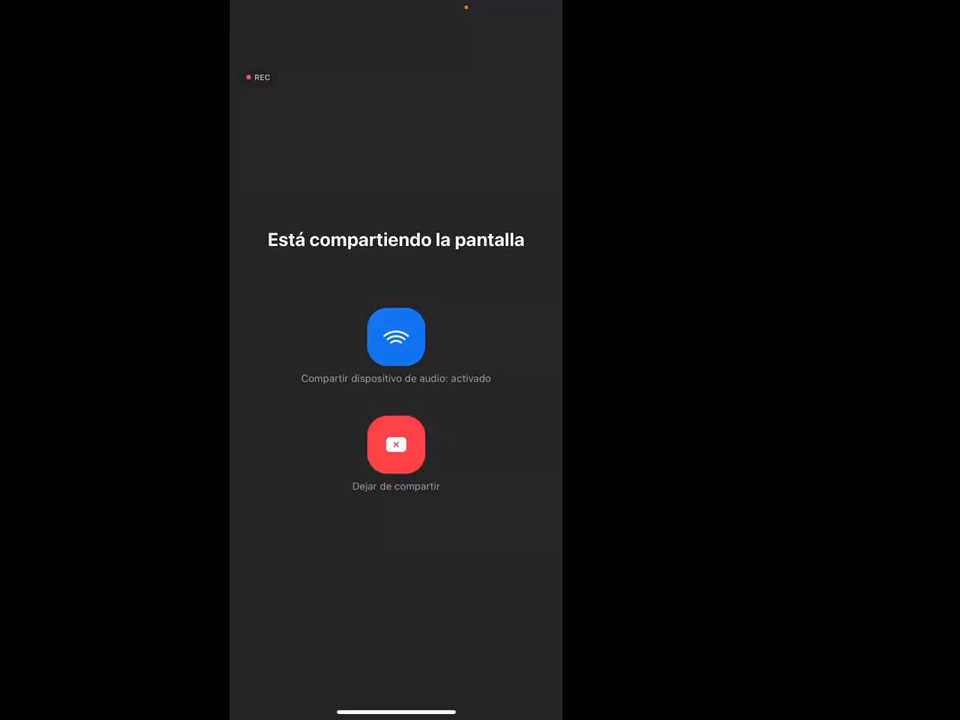 REC
Está compartiendo la pantalla
Compartir dispositivo de audio: activado
Dejar de compartir